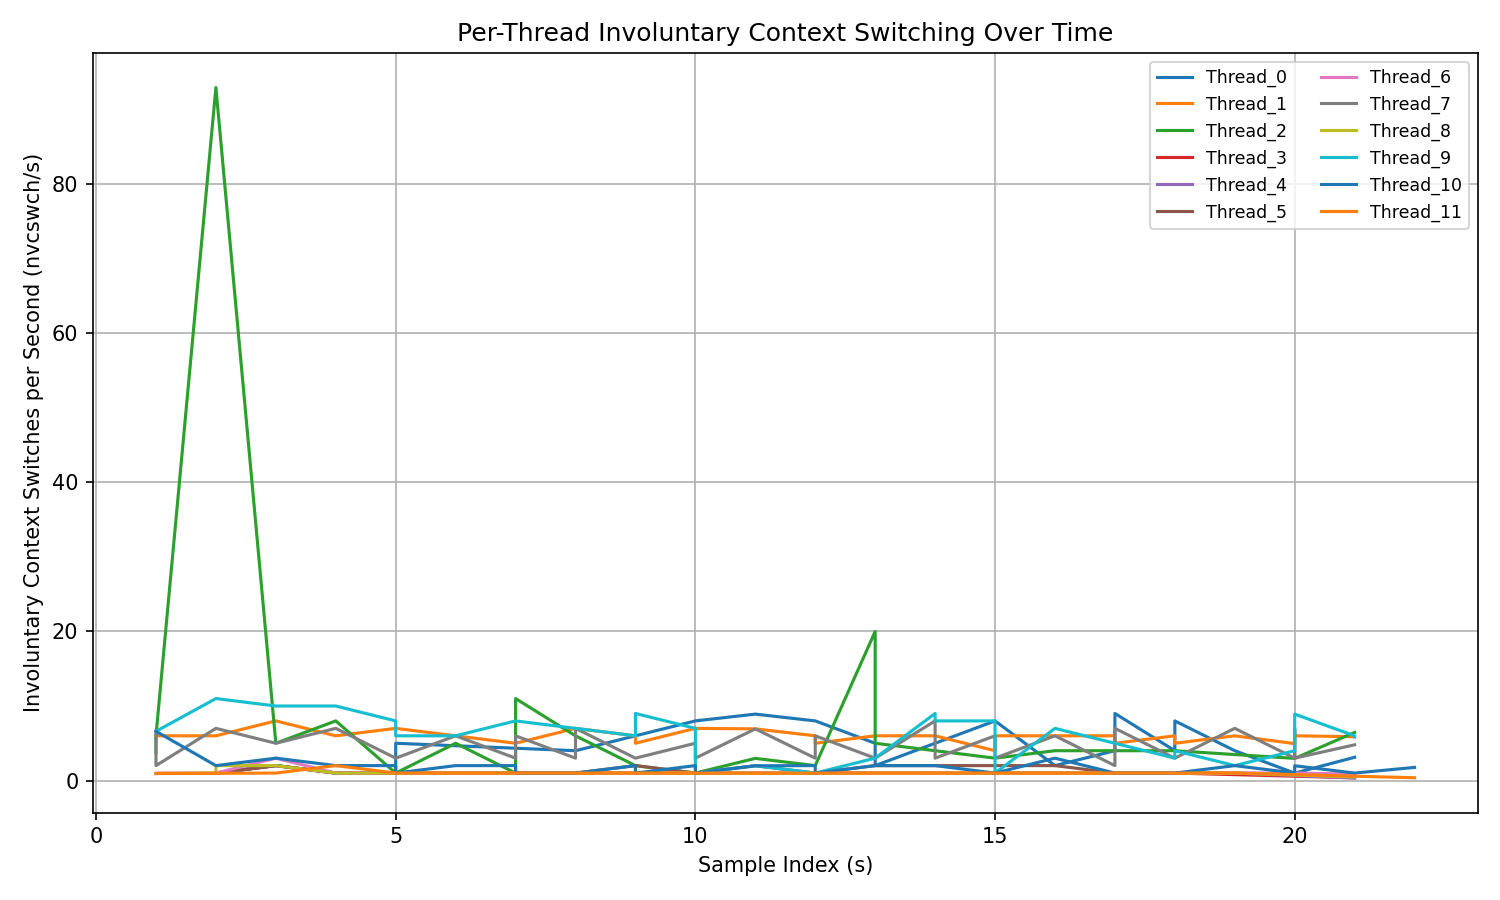 Per-Thread Involuntary Context Switching Over Time
Involuntary Context Switches per Second (nvcswch/s)
80
60
40
20
0
0
5
10
15
20
Sample Index (s)
Thread_0
Thread_1
Thread_2
Thread_3
Thread_4
Thread_5
Thread_6
Thread_7
Thread_8
Thread_9
Thread_10
Thread_11